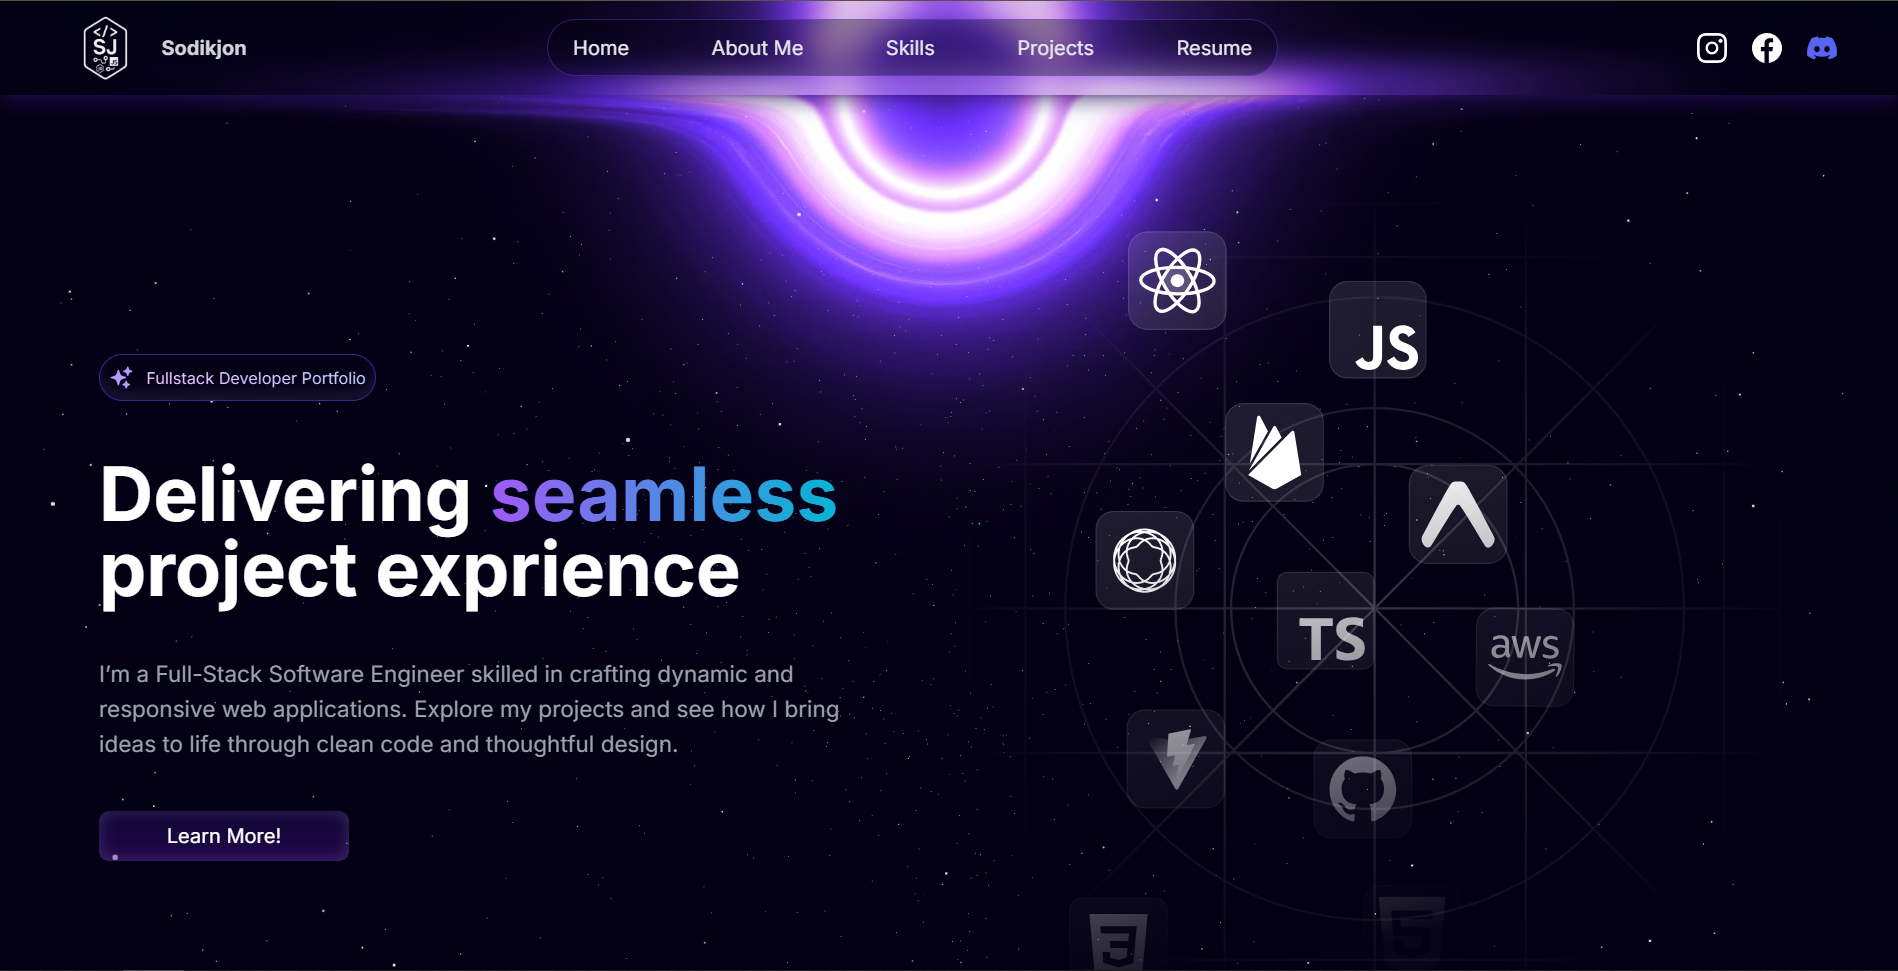 </>
SJ
Sodikjon
Home
About Me
Skills
Projects
Resume
JS
Fullstack Developer Portfolio
Delivering seamless
project exprience
TS
aws
I’m a Full-Stack Software Engineer skilled in crafting dynamic and
responsive web applications. Explore my projects and see how I bring
ideas to life through clean code and thoughtful design.
Learn More!
3
5